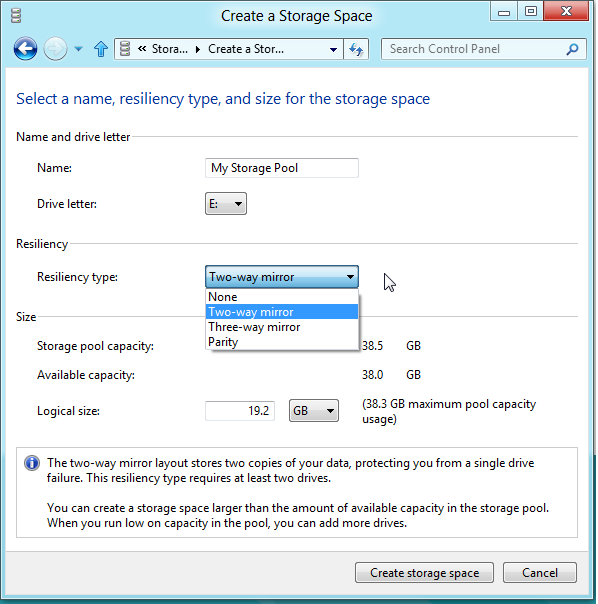 Create a Storage Space
« Stora... Create a Stor... Search Control Panel
Select a name, resiliency type, and size for the storage space
Name and drive letter
Name: My Storage Pool
Drive letter: E:
Resiliency
Resiliency type: Two-way mirror
None
Two-way mirror
Three-way mirror
Parity
Size
Storage pool capacity: 38.5 GB
Available capacity: 38.0 GB
Logical size: 19.2 GB (38.3 GB maximum pool capacity
usage)
The two-way mirror layout stores two copies of your data, protecting you from a single drive
failure. This resiliency type requires at least two drives.
You can create a storage space larger than the amount of available capacity in the storage pool.
When you run low on capacity in the pool, you can add more drives.
Create storage space Cancel